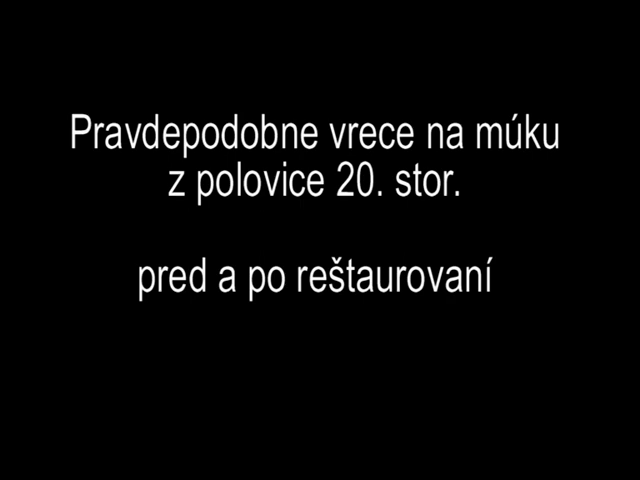 Pravdepodobne vrece na múku
z polovice 20. stor.
pred a po reštaurovaní